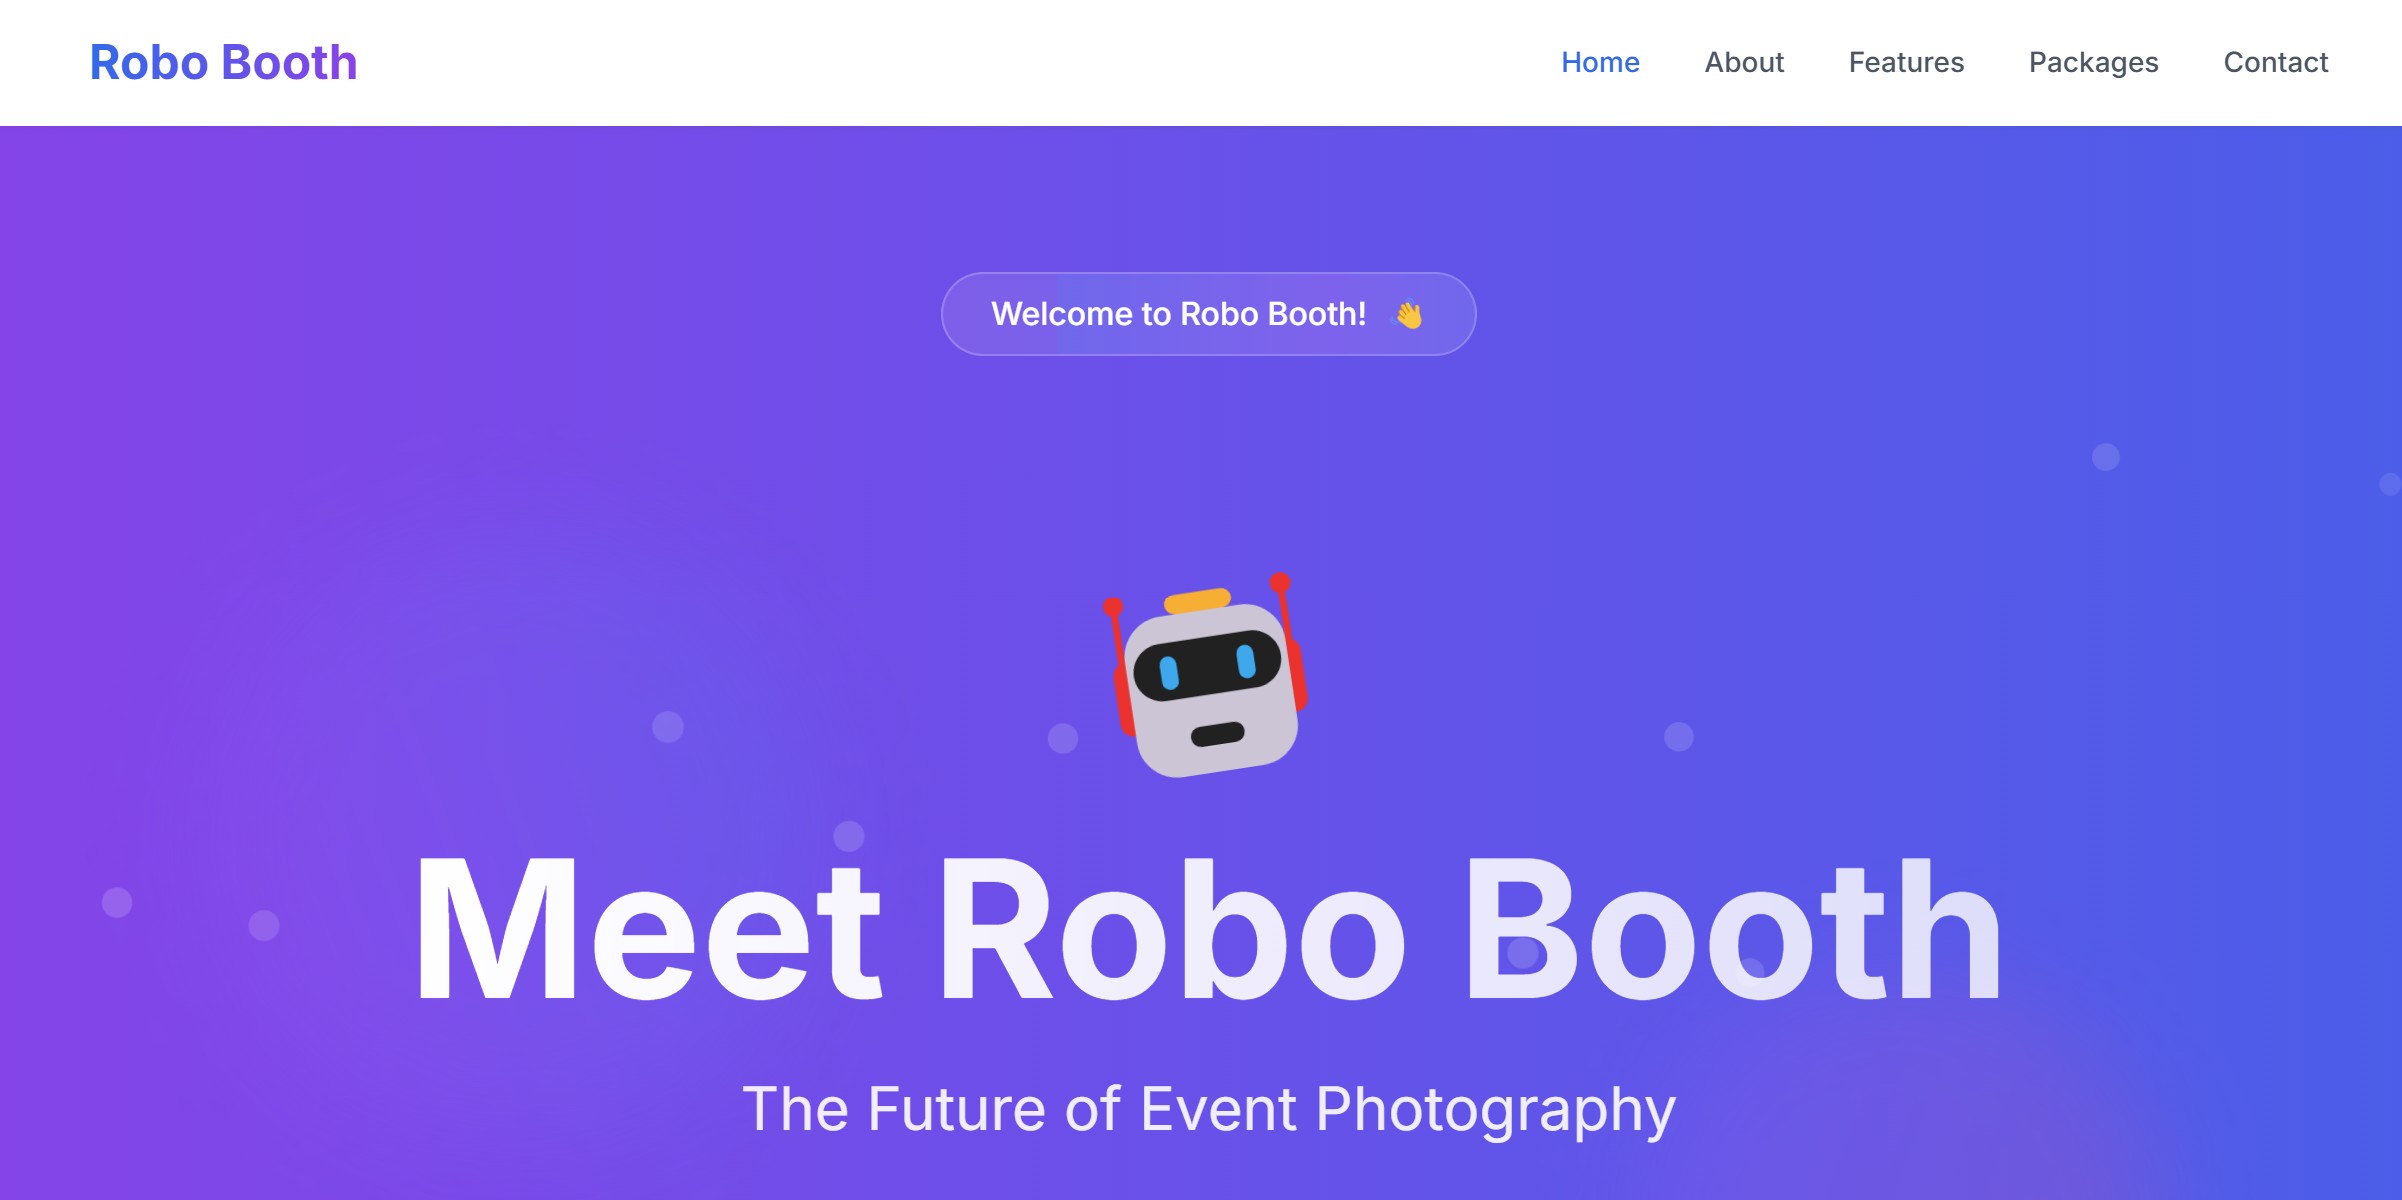 Robo Booth
Home About Features Packages Contact
Welcome to Robo Booth! 👋
Meet Robo Booth
The Future of Event Photography